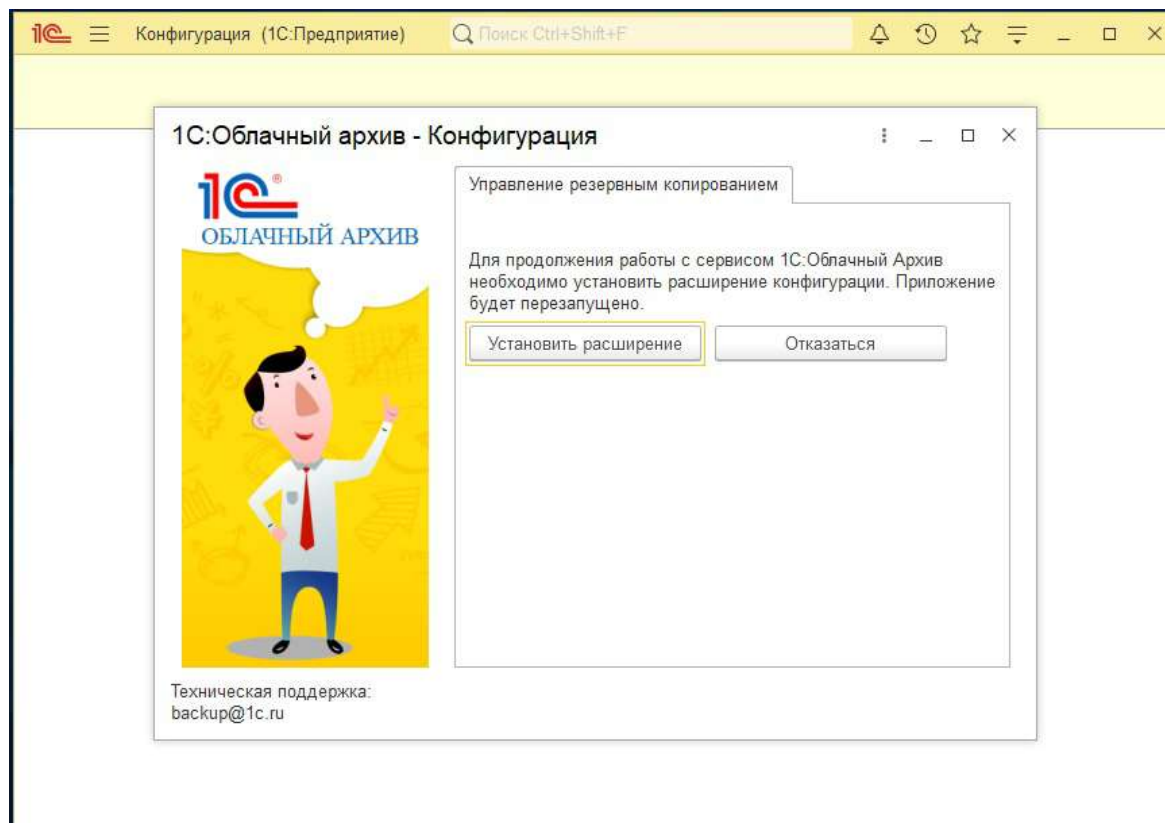 1С
Конфигурация (1С:Предприятие)
Поиск Ctrl+Shift+F
1С:Облачный архив - Конфигурация
1С®
ОБЛАЧНЫЙ АРХИВ
Управление резервным копированием
Для продолжения работы с сервисом 1С:Облачный Архив
необходимо установить расширение конфигурации. Приложение
будет перезапущено.
Установить расширение
Отказаться
Техническая поддержка:
backup@1c.ru